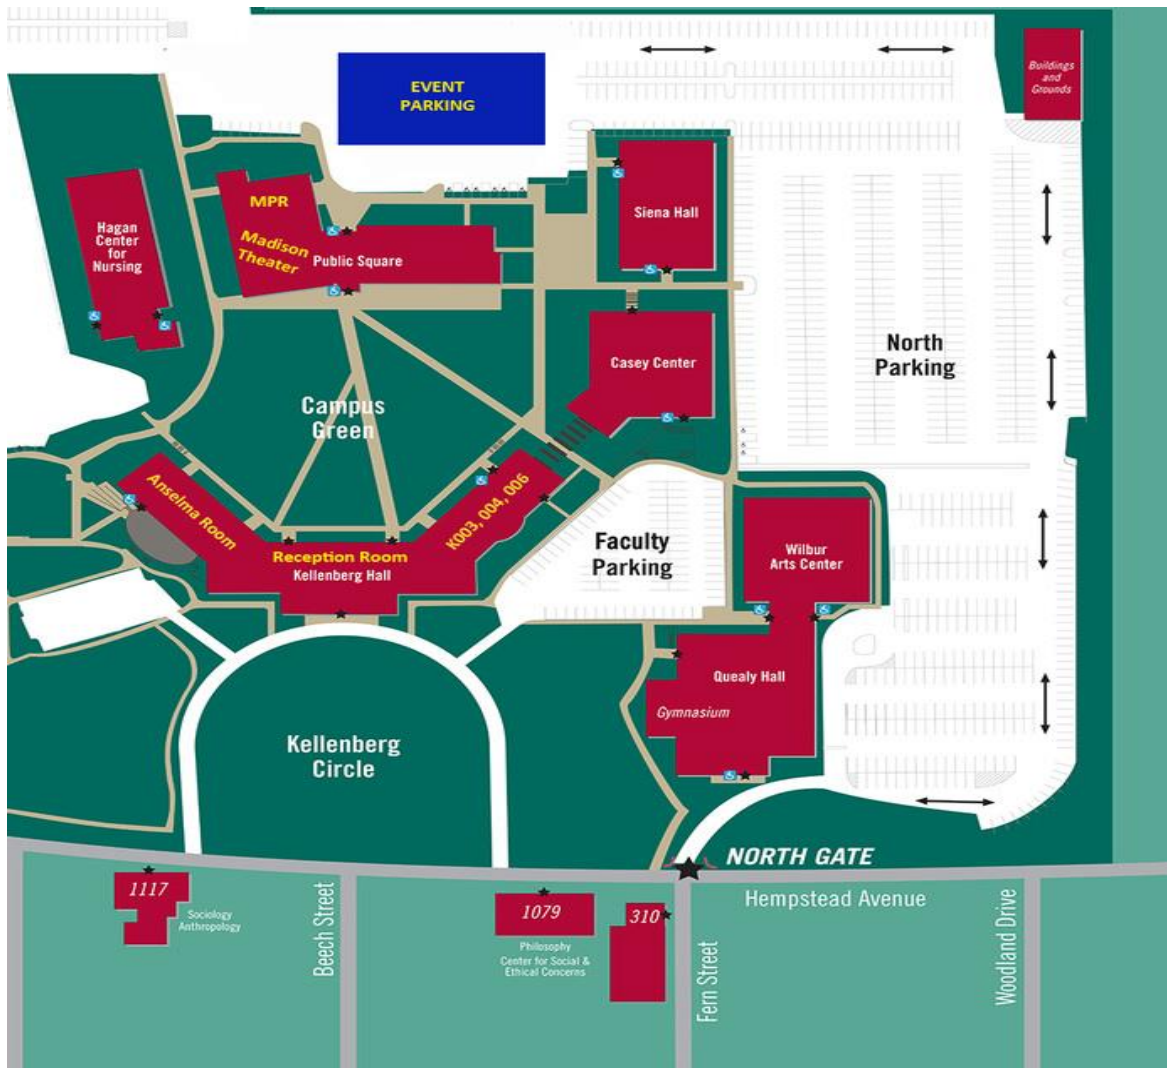 EVENT
PARKING
Buildings
and
Grounds
MPR
Madison
Theater
Public Square
Hagan
Center
for
Nursing
Siena Hall
Casey Center
North
Parking
Campus
Green
Anselma Room
Reception Room
Kellenberg Hall
K003, 004, 006
Faculty
Parking
Wilbur
Arts Center
Quealy Hall
Gymnasium
Kellenberg
Circle
NORTH GATE
Hempstead Avenue
1117
Sociology
Anthropology
Beech Street
1079
Philosophy
Center for Social &
Ethical Concerns
310
Fern Street
Woodland Drive